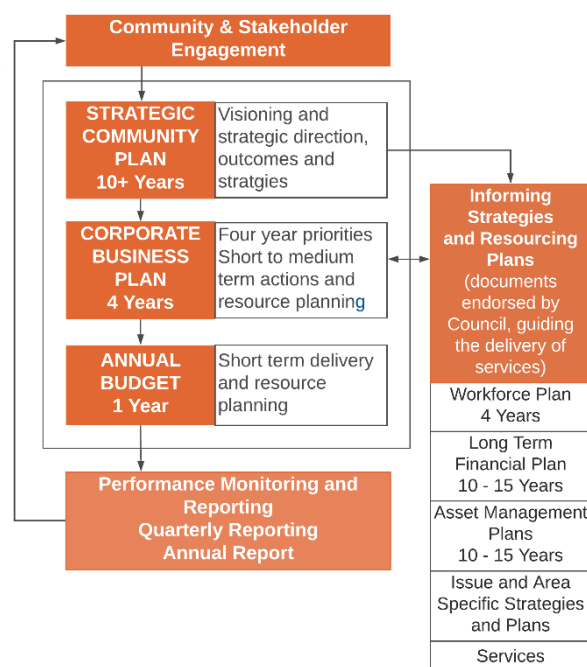 Community & Stakeholder
Engagement
STRATEGIC
COMMUNITY
PLAN
10+ Years
Visioning and
strategic direction,
outcomes and
stratgies
CORPORATE
BUSINESS
PLAN
4 Years
Four year priorities
Short to medium
term actions and
resource planning
ANNUAL
BUDGET
1 Year
Short term delivery
and resource
planning
Performance Monitoring and
Reporting
Quarterly Reporting
Annual Report
Informing
Strategies
and Resourcing
Plans
(documents
endorsed by
Council, guiding
the delivery of
services)
Workforce Plan
4 Years
Long Term
Financial Plan
10 - 15 Years
Asset Management
Plans
10 - 15 Years
Issue and Area
Specific Strategies
and Plans
Services